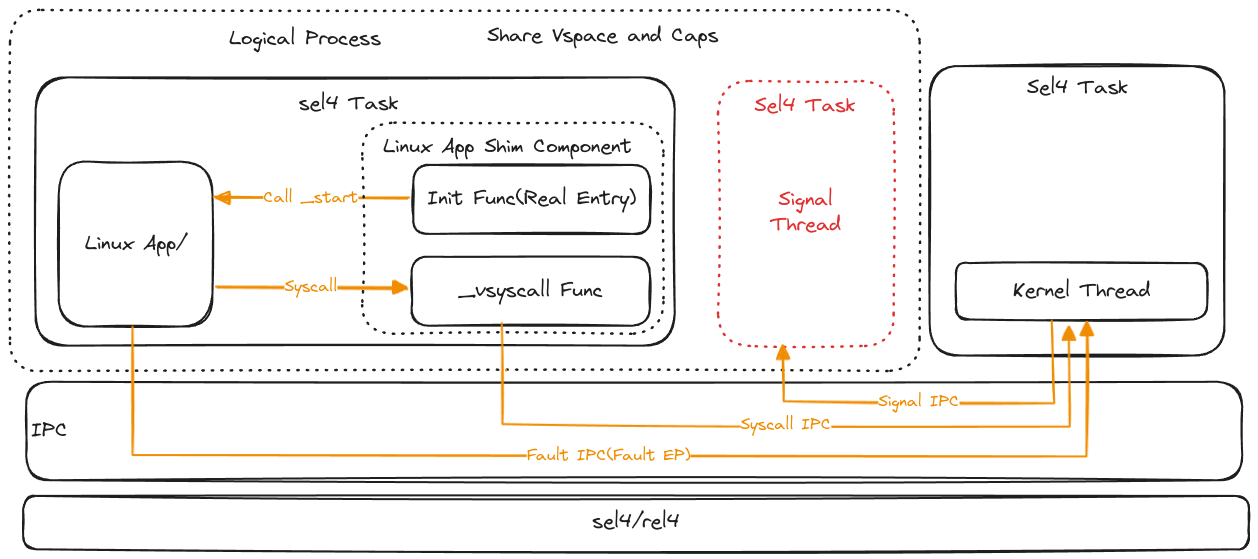 Logical Process
Share Vspace and Caps
sel4 Task
Sel4 Task
Sel4 Task
Linux App Shim Component
Call _start
Init Func(Real Entry)
Signal
Thread
Linux App/
Syscall
_vsyscall Func
Kernel Thread
Signal IPC
Syscall IPC
IPC
Fault IPC(Fault EP)
sel4/rel4